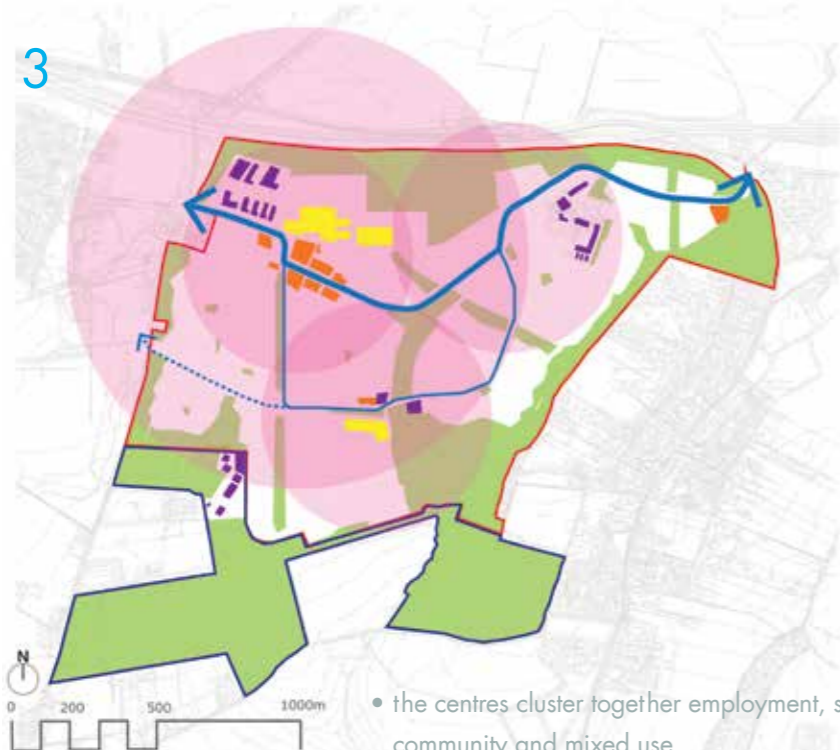 3
N
0 200 500 1000m
• the centres cluster together employment,
community and mixed use